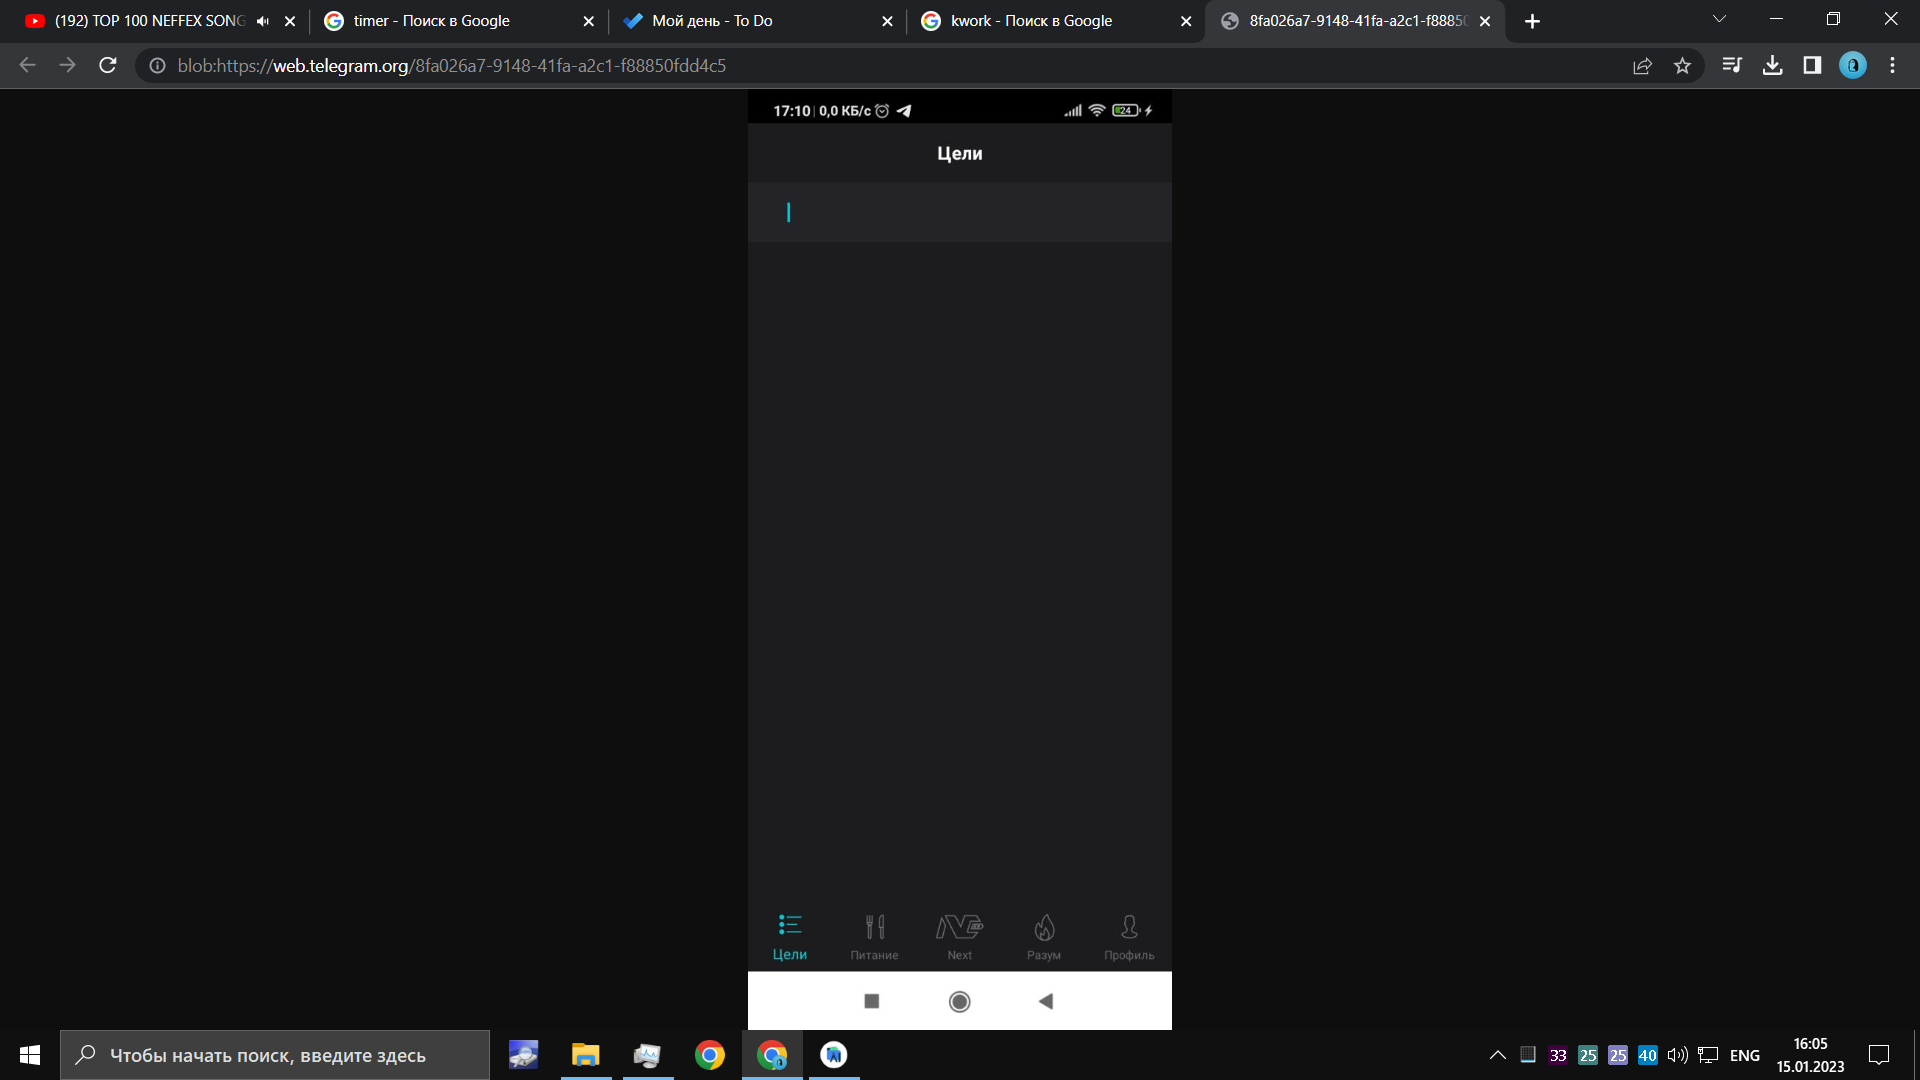 (192) TOP 100 NEFFEX SONG
timer - Поиск в Google
Мой день - To Do
kwork - Поиск в Google
8fa026a7-9148-41fa-a2c1-f88850
blob:https://web.telegram.org/8fa026a7-9148-41fa-a2c1-f88850fdd4c5
17:10 0,0 КБ/с
24
Цели
Цели
Питание
Next
Разум
Профиль
Чтобы начать поиск, введите здесь
33
25
25
40
ENG
16:05
15.01.2023